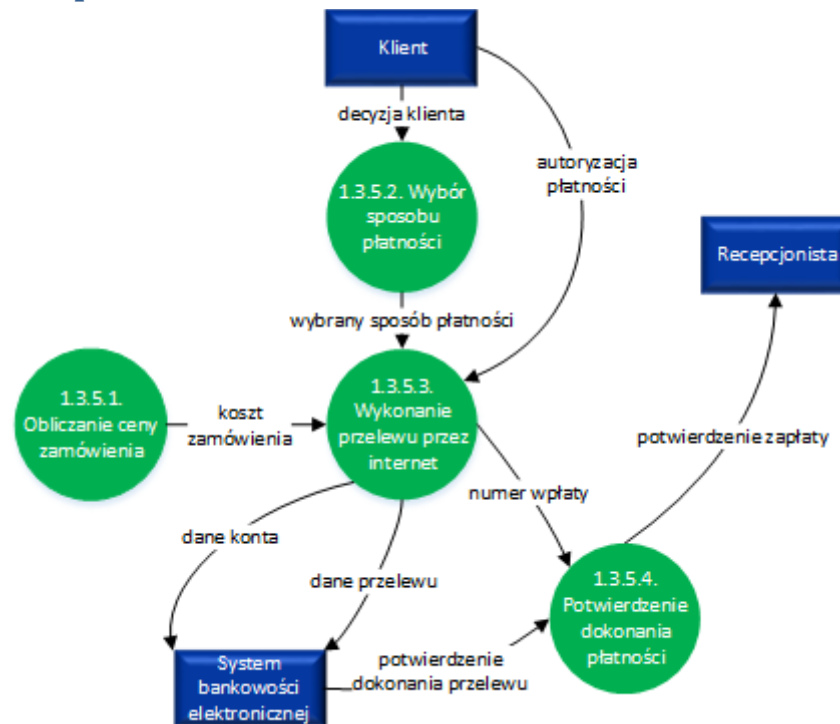 Klient
decyzja klienta
autoryzacja
płatności
1.3.5.2. Wybór
sposobu
płatności
Recepcjonista
wybrany sposób płatności
1.3.5.1.
Obliczanie ceny
zamówienia
koszt
zamówienia
1.3.5.3.
Wykonanie
przelewu przez
internet
potwierdzenie zapłaty
numer wpłaty
dane konta
dane przelewu
1.3.5.4.
Potwierdzenie
dokonania
płatności
System
bankowości
elektronicznej
potwierdzenie
dokonania przelewu